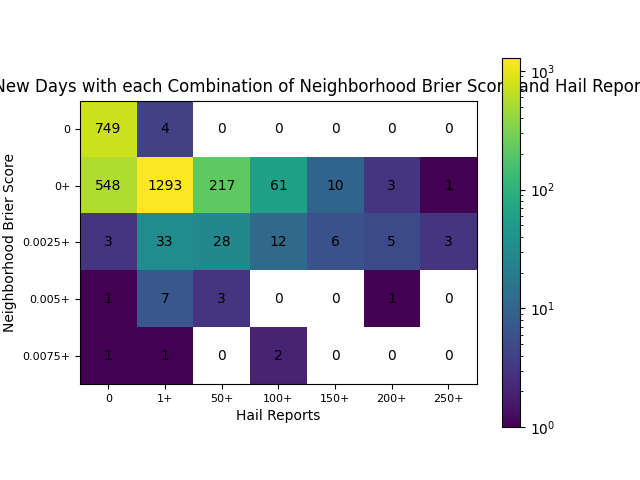 New Days with each Combination of Neighborhood Brier Score and Hail Repor
Neighborhood Brier Score
0 749 4 0 0 0 0 0
0+ 548 1293 217 61 10 3 1
0.0025+ 3 33 28 12 6 5 3
0.005+ 1 7 3 0 0 1 0
0.0075+ 1 1 0 2 0 0 0
0 1+ 50+ 100+ 150+ 200+ 250+
Hail Reports
10³
10²
10¹
10⁰